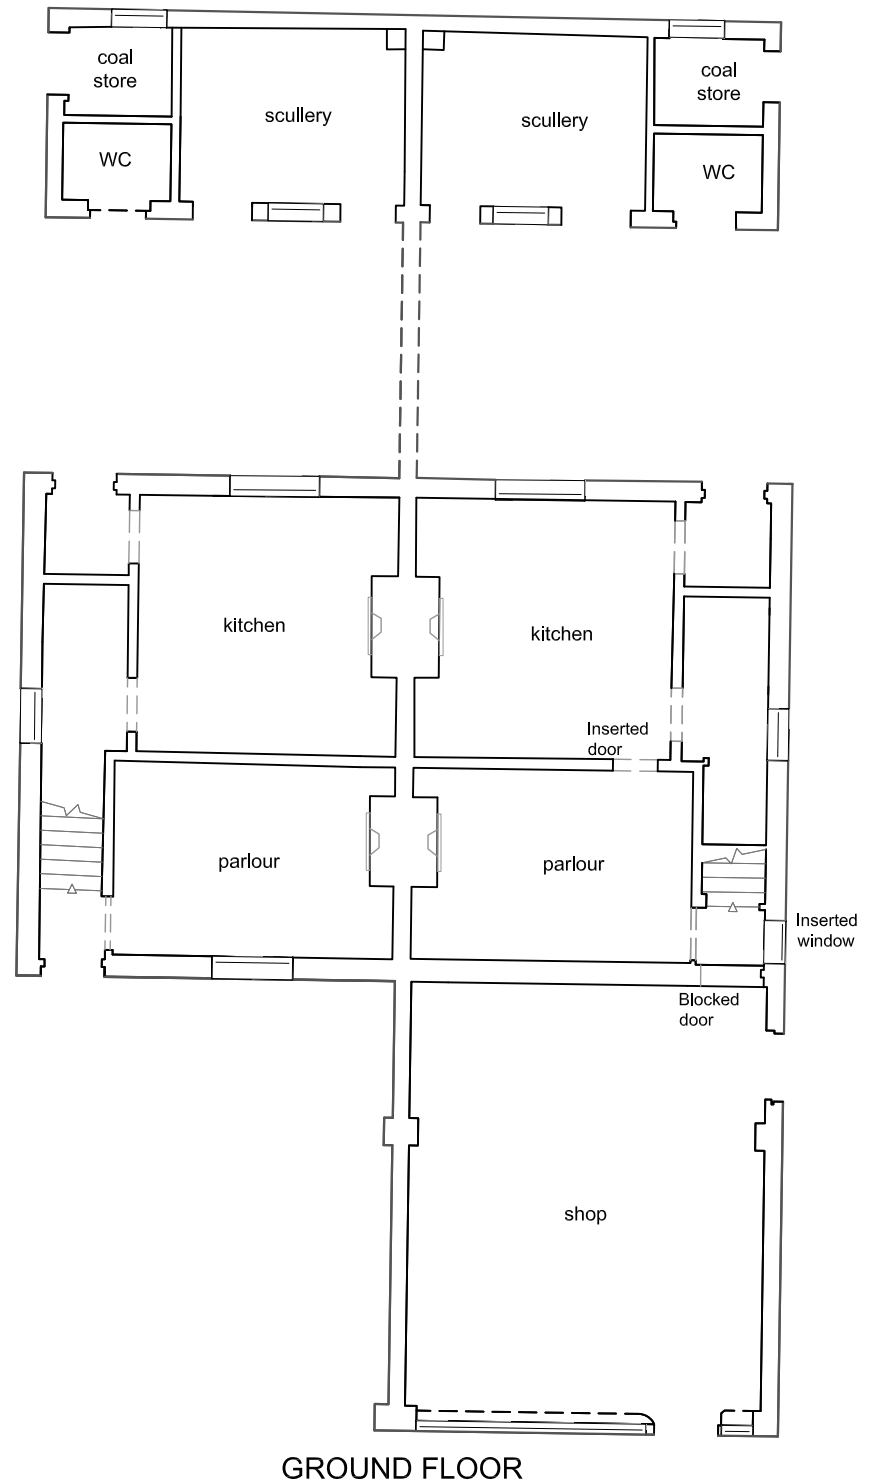 coal
store
scullery
coal
store
scullery
WC
WC
kitchen
kitchen
Inserted
door
parlour
parlour
Inserted
window
Blocked
door
shop
GROUND FLOOR